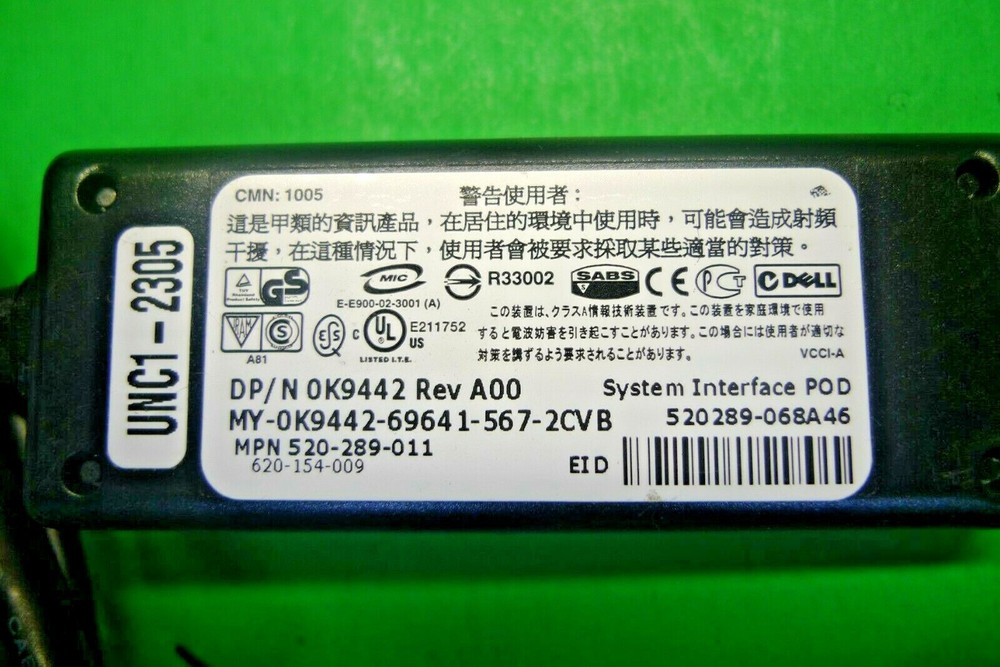 UNC1-2305
CMN: 1005
警告使用者：
這是甲類的資訊產品，在居住的環境中使用時，可能會造成射頻
干擾，在這種情況下，使用者會被要求採取某些適當的對策。
TUV
Product Safety
GS
MIC
E-E900-02-3001 (A)
R33002
SABS
CE
PCT
DELL
IRAM
S
A81
c UL US
E211752
LISTED I.T.E.
この装置は、クラスA情報技術装置です。この装置を家庭環境で使用
すると電波妨害を引き起こすことがあります。この場合には使用者が適切な
対策を講ずるよう要求されることがあります。
VCCI-A
DP/N 0K9442 Rev A00
System Interface POD
MY-0K9442-69641-567-2CVB
520289-068A46
MPN 520-289-011
620-154-009
EID